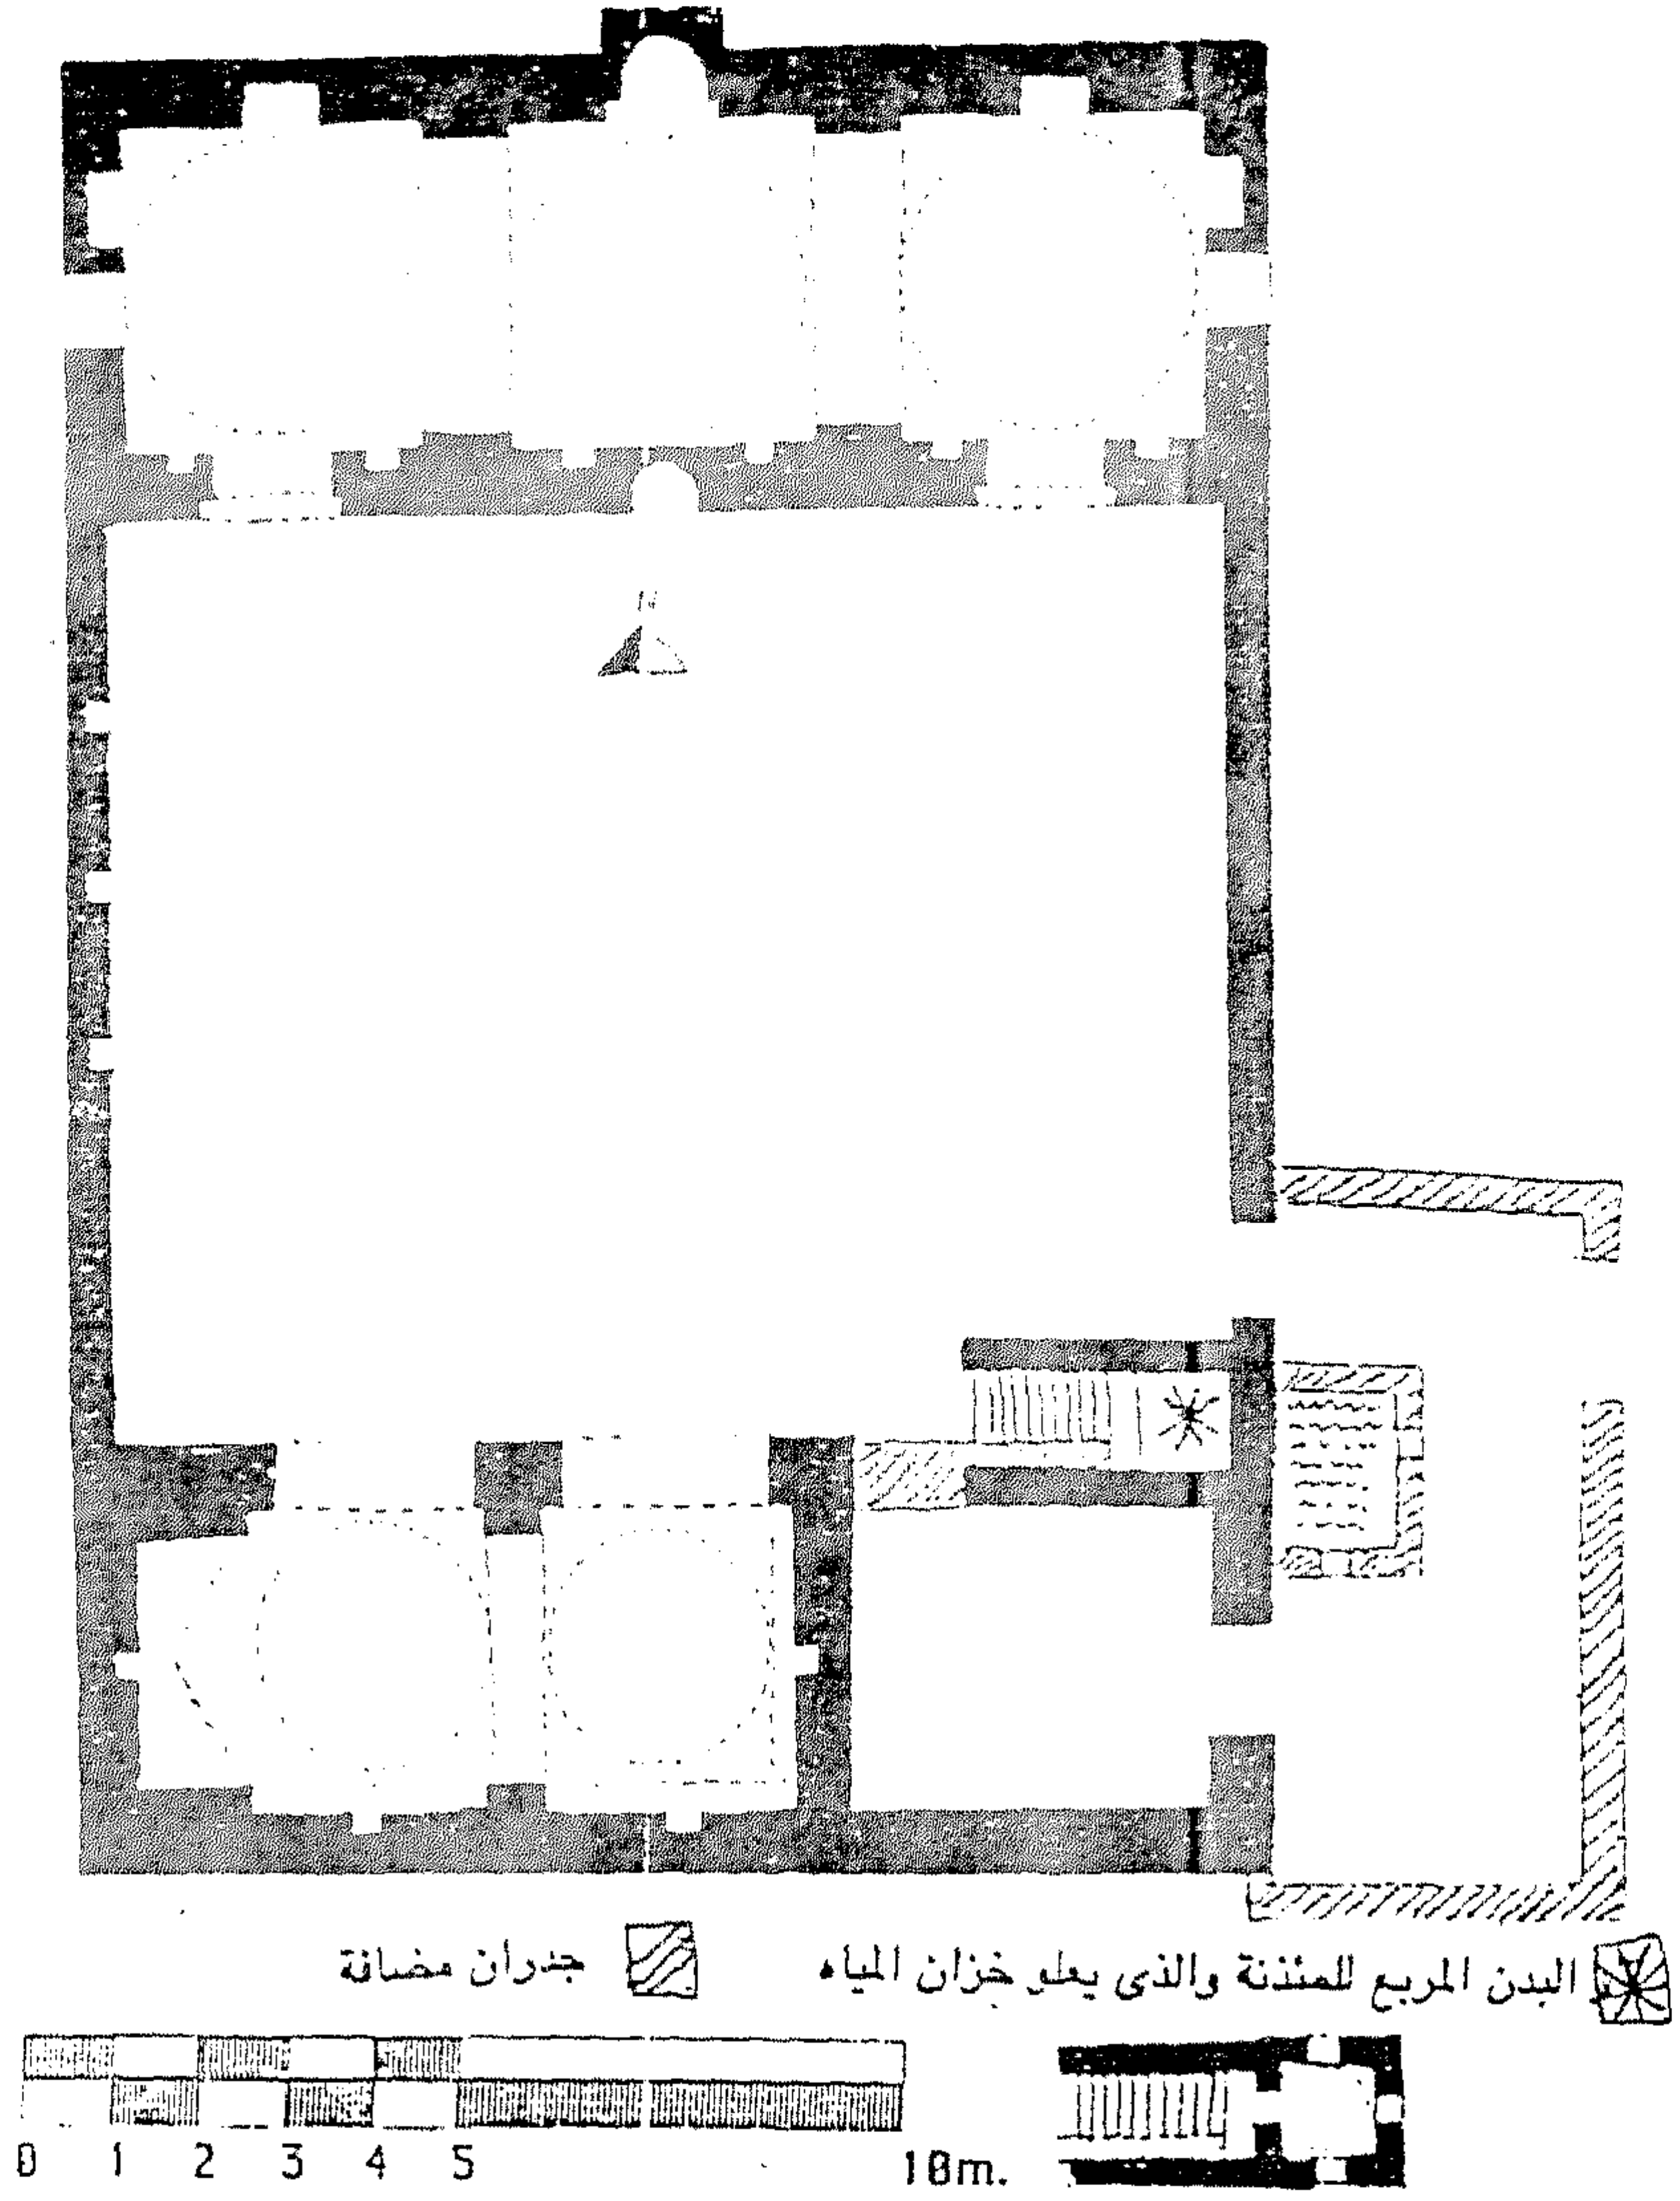 N
البدن المربع للمئذنة والذى يعلو خزان المياه
جدران مضافة
0 1 2 3 4 5 10m.